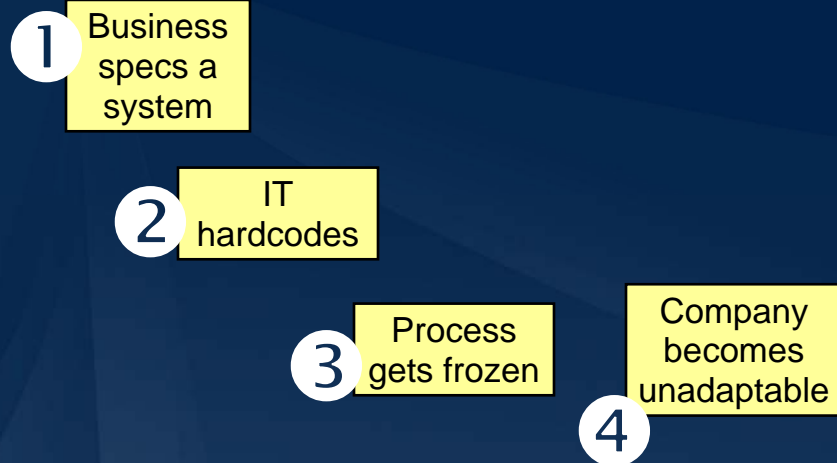 1
Business
specs a
system
2
IT
hardcodes
3
Process
gets frozen
4
Company
becomes
unadaptable